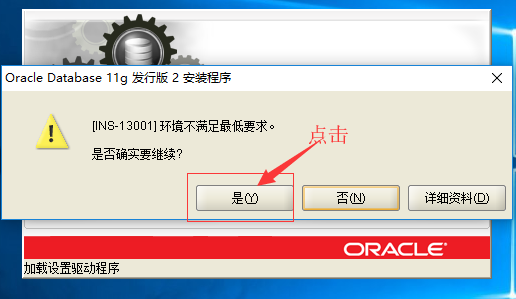 Oracle Database 11g 发行版 2 安装程序
[INS-13001] 环境不满足最低要求。
是否确实要继续?
点击
是(Y)
否(N)
详细资料(D)
ORACLE
加载设置驱动程序